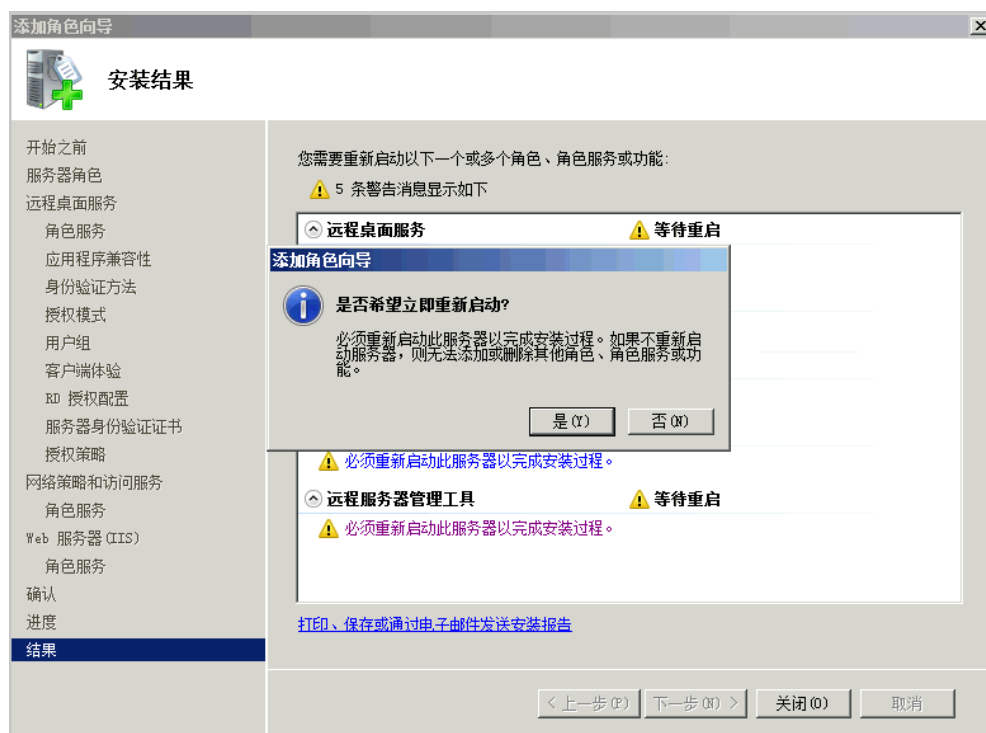 添加角色向导
安装结果
开始之前
服务器角色
远程桌面服务
角色服务
应用程序兼容性
身份验证方法
授权模式
用户组
客户端体验
RD 授权配置
服务器身份验证证书
授权策略
网络策略和访问服务
角色服务
Web 服务器(IIS)
角色服务
确认
进度
结果
您需要重新启动以下一个或多个角色、角色服务或功能:
5 条警告消息显示如下
远程桌面服务 等待重启
添加角色向导
是否希望立即重新启动?
必须重新启动此服务器以完成安装过程。如果不重新启
动服务器，则无法添加或删除其他角色、角色服务或功
能。
是(Y) 否(N)
必须重新启动此服务器以完成安装过程。
远程服务器管理工具 等待重启
必须重新启动此服务器以完成安装过程。
打印、保存或通过电子邮件发送安装报告
< 上一步(P) 下一步(N) > 关闭(O) 取消